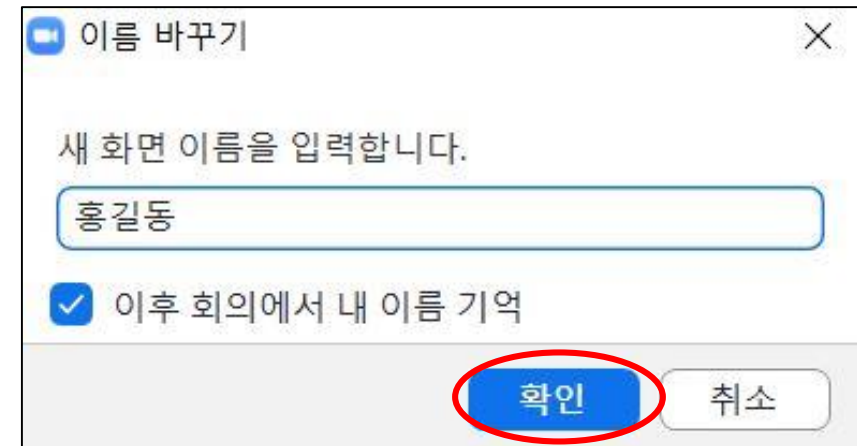 이름 바꾸기
새 화면 이름을 입력합니다.
홍길동
이후 회의에서 내 이름 기억
확인 취소